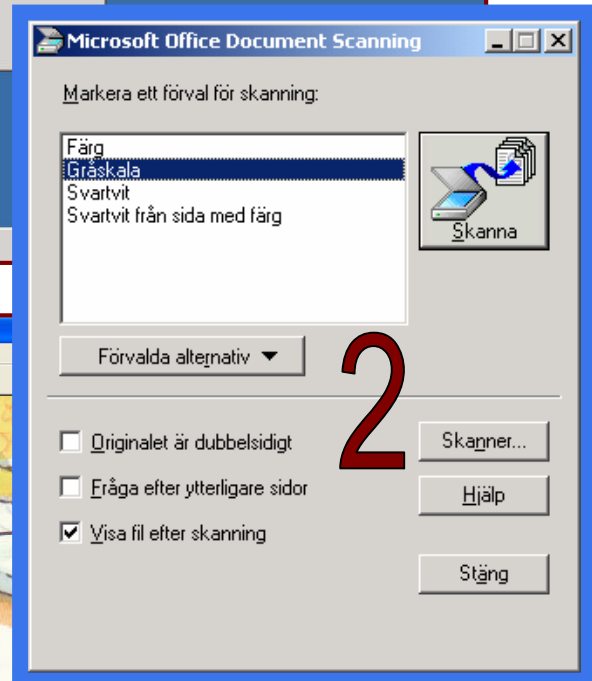 Microsoft Office Document Scanning
Markera ett förval för skanning:
Färg
Gråskala
Svartvit
Svartvit från sida med färg
Skanna
Förvalda alternativ
2
Originalet är dubbelsidigt
Skanner...
Fråga efter ytterligare sidor
Hjälp
Visa fil efter skanning
Stäng